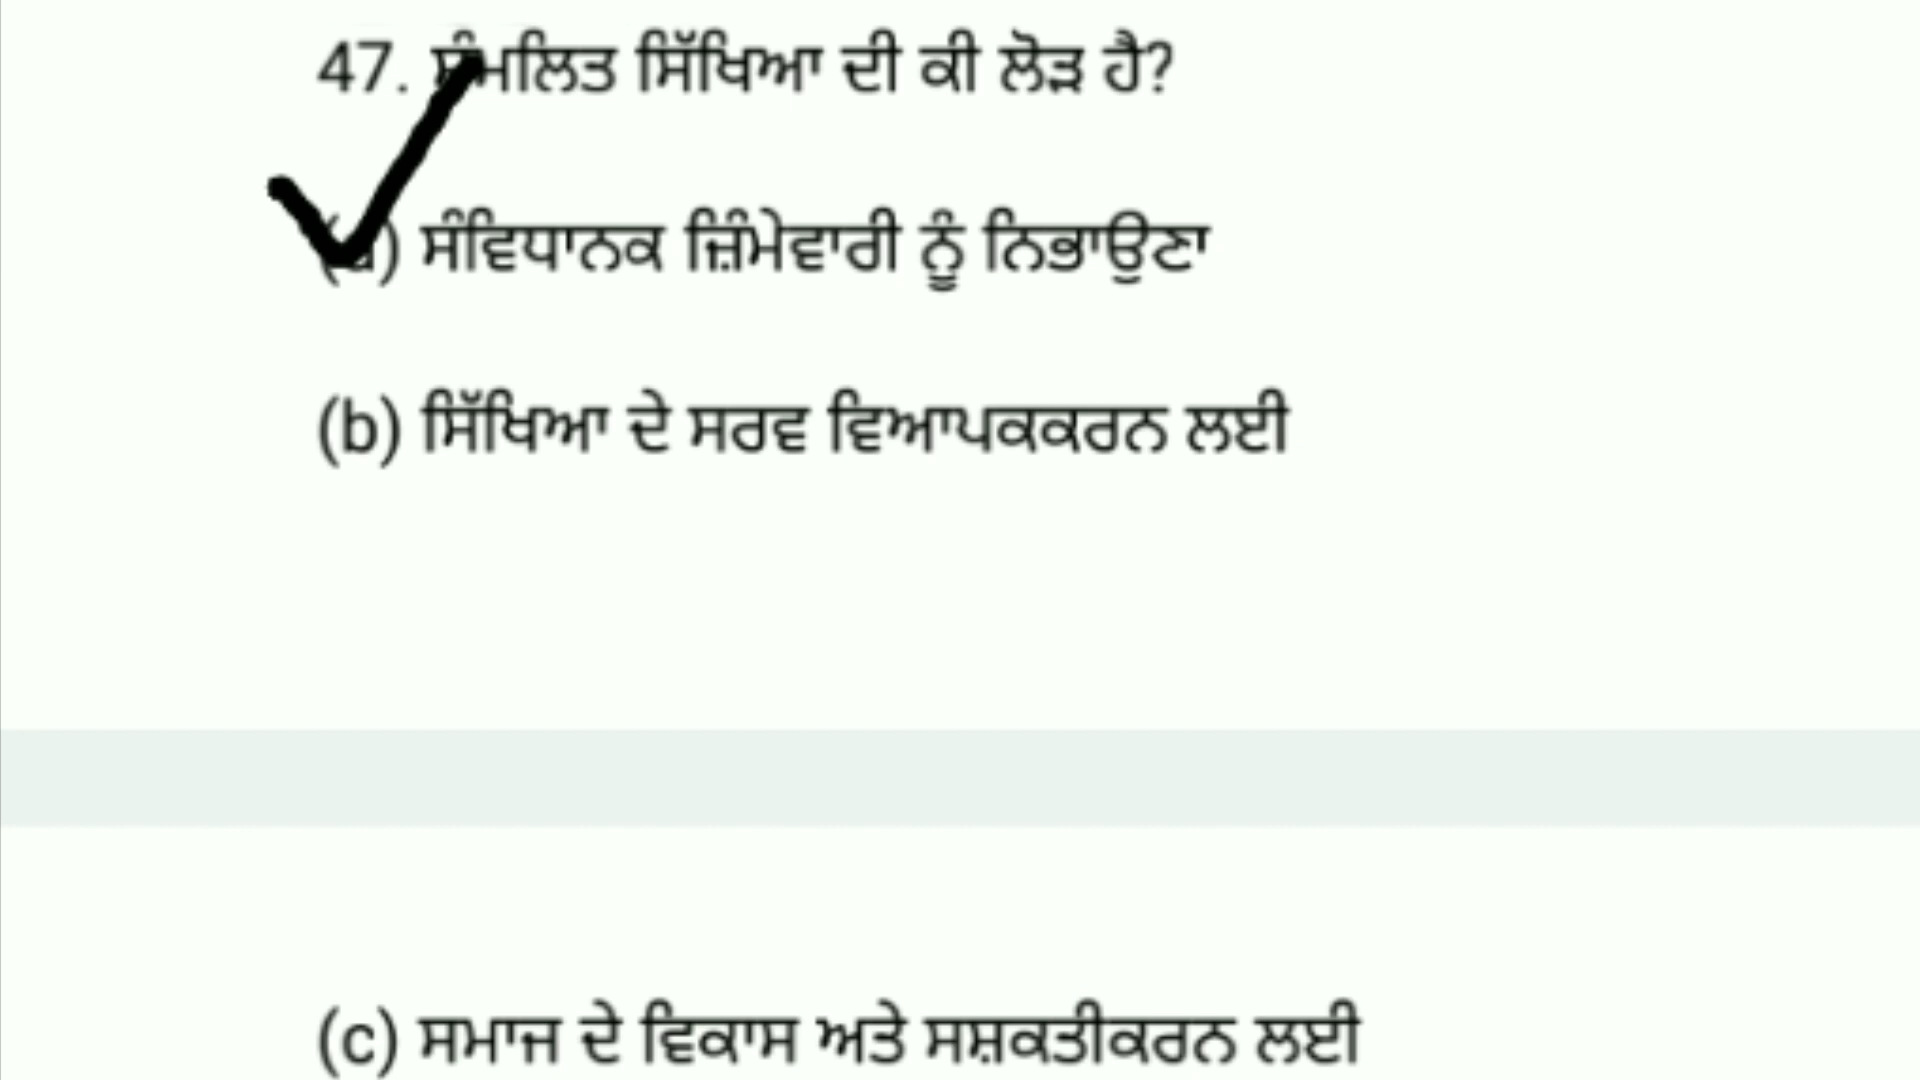 47. ਸੰਮਲਿਤ ਸਿੱਖਿਆ ਦੀ ਕੀ ਲੋੜ ਹੈ?
(a) ਸੰਵਿਧਾਨਕ ਜ਼ਿੰਮੇਵਾਰੀ ਨੂੰ ਨਿਭਾਉਣਾ
(b) ਸਿੱਖਿਆ ਦੇ ਸਰਵ ਵਿਆਪਕਕਰਨ ਲਈ
(c) ਸਮਾਜ ਦੇ ਵਿਕਾਸ ਅਤੇ ਸਸ਼ਕਤੀਕਰਨ ਲਈ